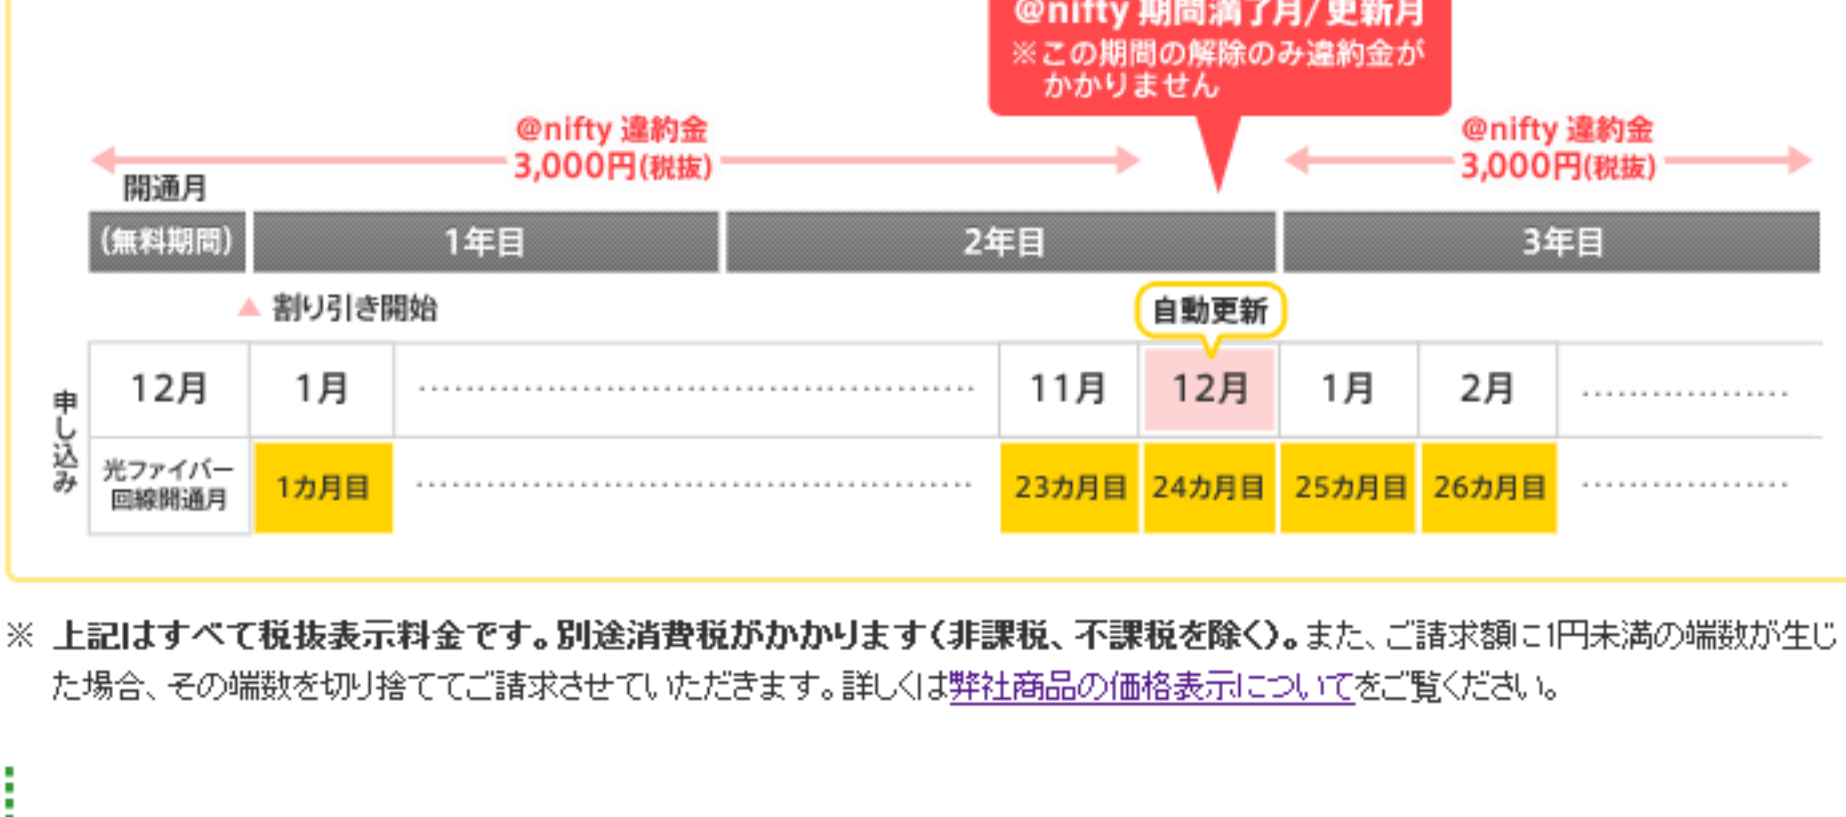 @nifty 期間満了月/更新月
※この期間の解除のみ違約金が
かかりません
@nifty 違約金
3,000円(税抜)
@nifty 違約金
3,000円(税抜)
開通月
(無料期間)
1年目
2年目
3年目
割り引き開始
自動更新
申し込み
12月
1月
11月
12月
1月
2月
光ファイバー
回線開通月
1カ月目
23カ月目
24カ月目
25カ月目
26カ月目
※ 上記はすべて税抜表示料金です。別途消費税がかかります(非課税、不課税を除く)。また、ご請求額に1円未満の端数が生じ
た場合、その端数を切り捨ててご請求させていただきます。詳しくは弊社商品の価格表示についてをご覧ください。